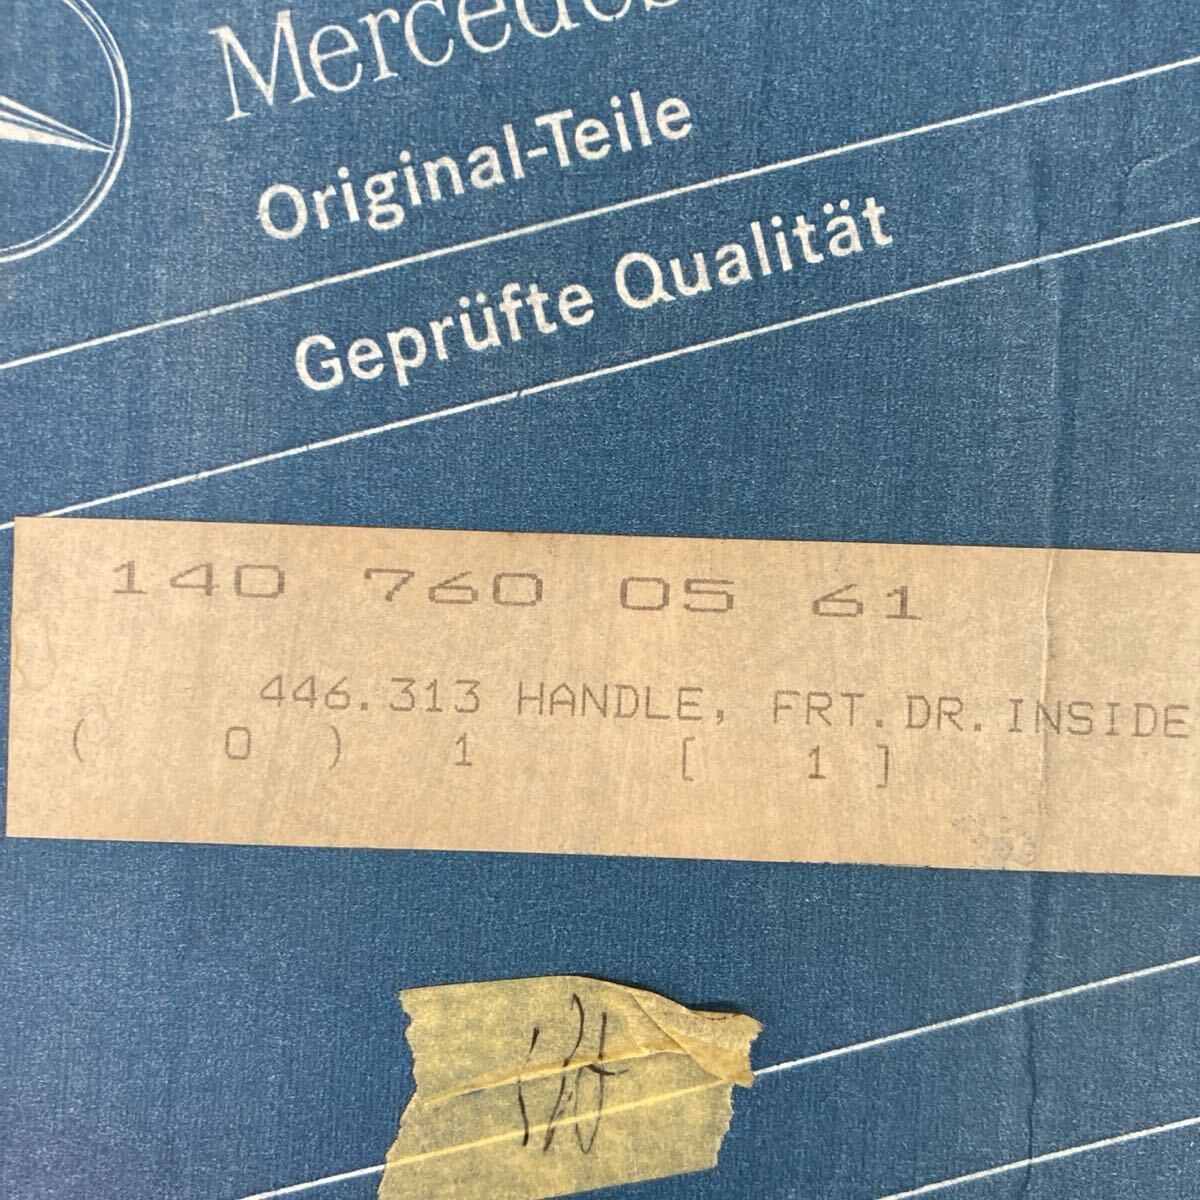 Mercedes
Original-Teile
Geprüfte Qualität
140 760 05 61
446.313 HANDLE, FRT.DR.INSIDE
( 0 ) 1 [ 1 ]